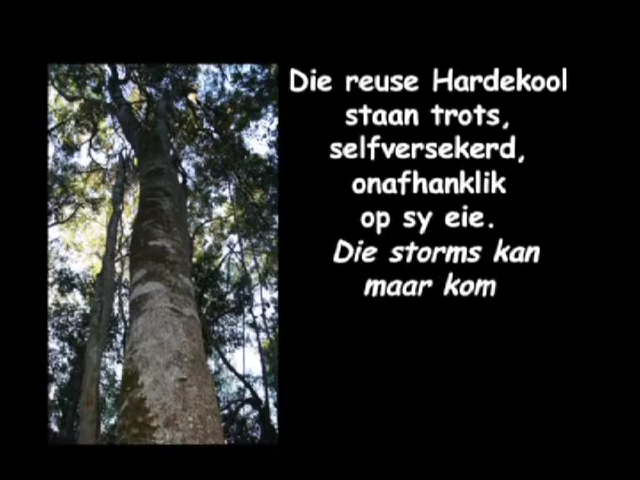 Die reuse Hardekool
staan trots,
selfversekerd,
onafhanklik
op sy eie.
Die storms kan
maar kom